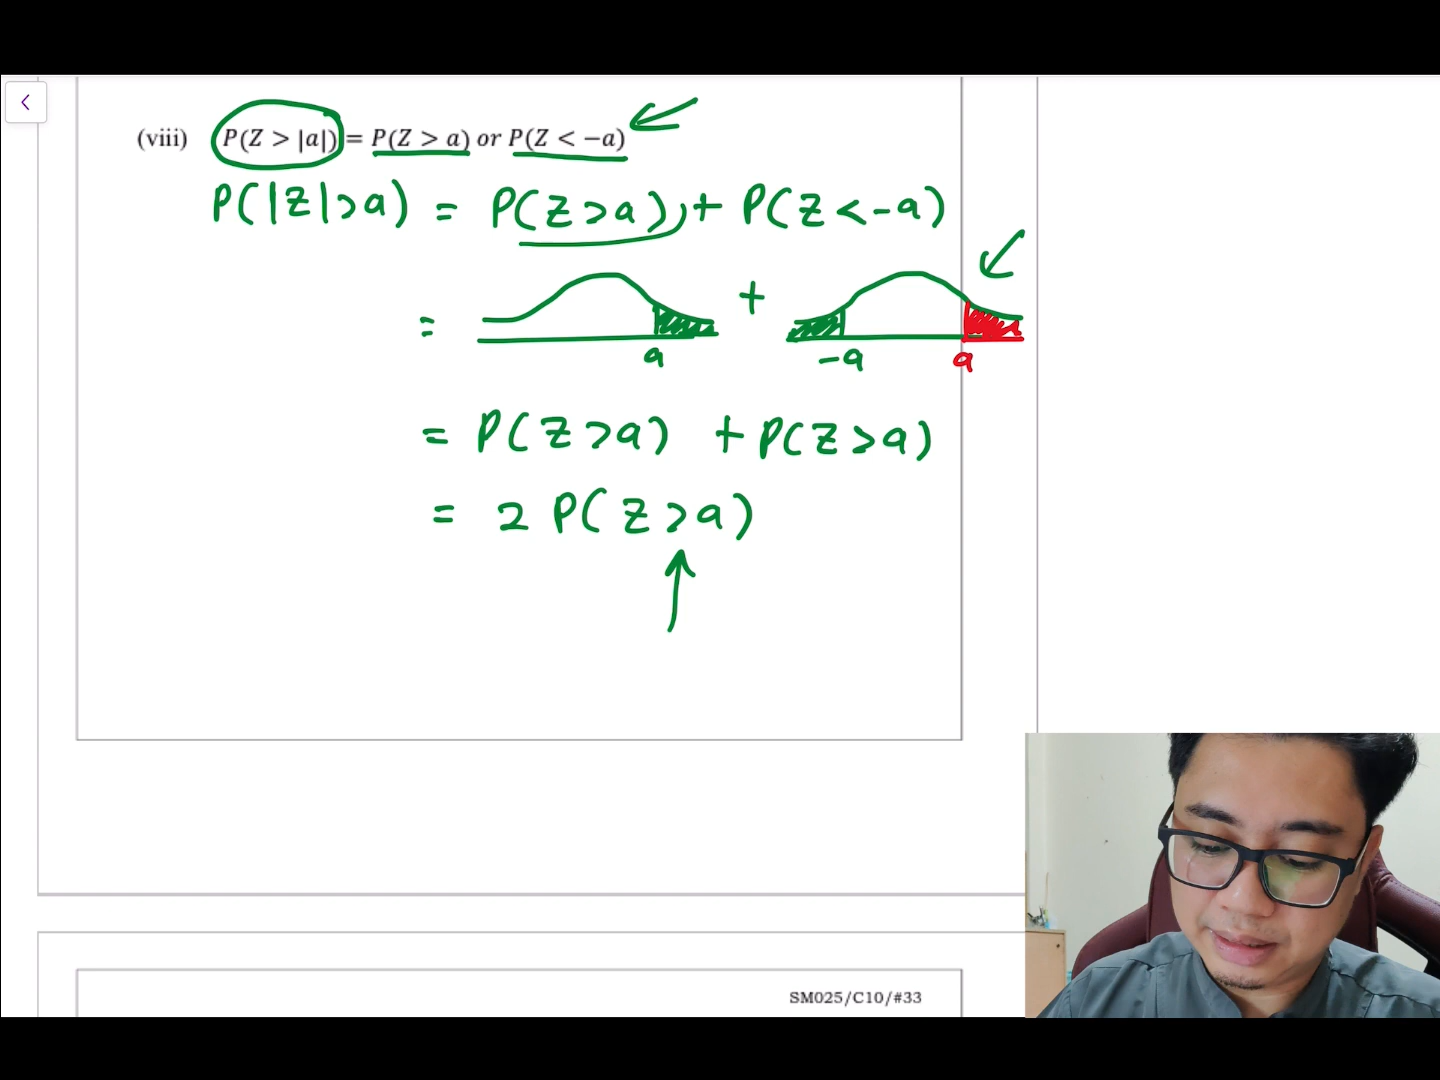 (viii) P(Z > |a|) = P(Z > a) or P(Z < −a)
P(|Z|>a) = P(Z>a) + P(Z<-a)
= +
a -a a
= P(Z>a) + P(Z>a)
= 2 P(Z>a)
SM025/C10/#33